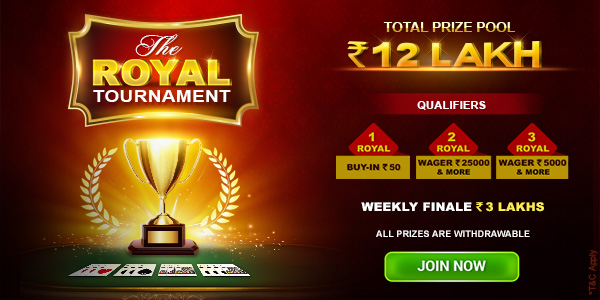 The
ROYAL
TOURNAMENT
TOTAL PRIZE POOL
₹12 LAKH
QUALIFIERS
1
ROYAL
BUY-IN ₹50
2
ROYAL
WAGER ₹25000
& MORE
3
ROYAL
WAGER ₹5000
& MORE
WEEKLY FINALE ₹3 LAKHS
ALL PRIZES ARE WITHDRAWABLE
JOIN NOW
*T&C Apply